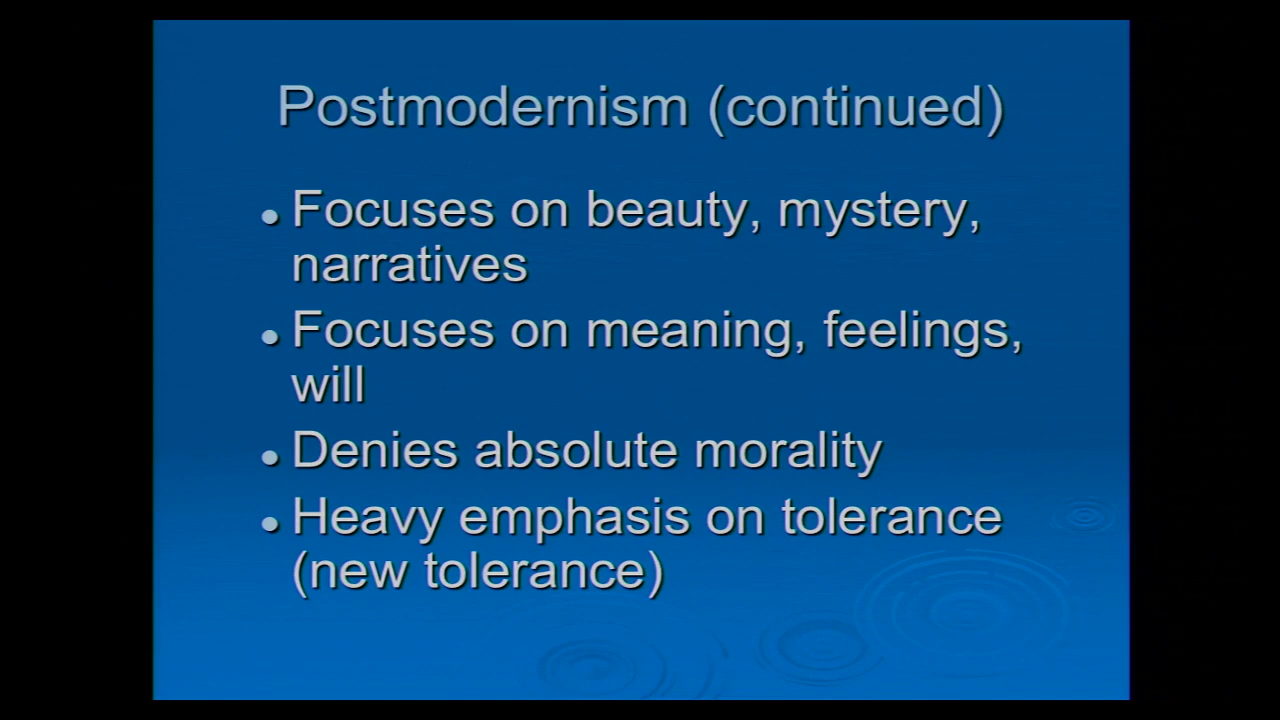 Postmodernism (continued)
• Focuses on beauty, mystery,
narratives
• Focuses on meaning, feelings,
will
• Denies absolute morality
• Heavy emphasis on tolerance
(new tolerance)